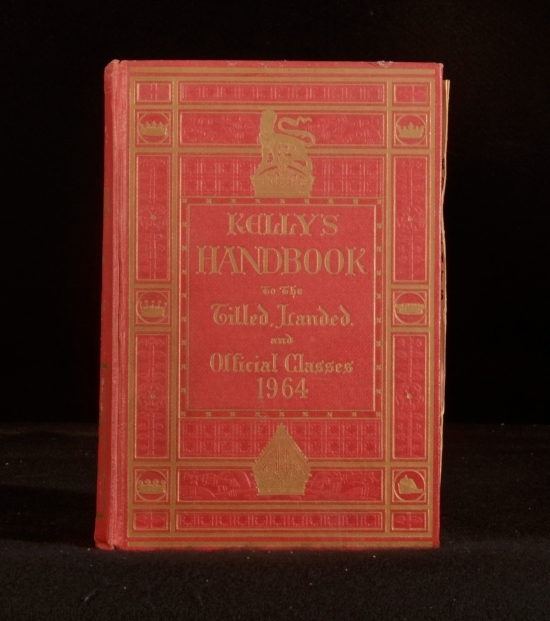 KELLY'S
HANDBOOK
to the
Titled, Landed,
and
Official Classes
1964